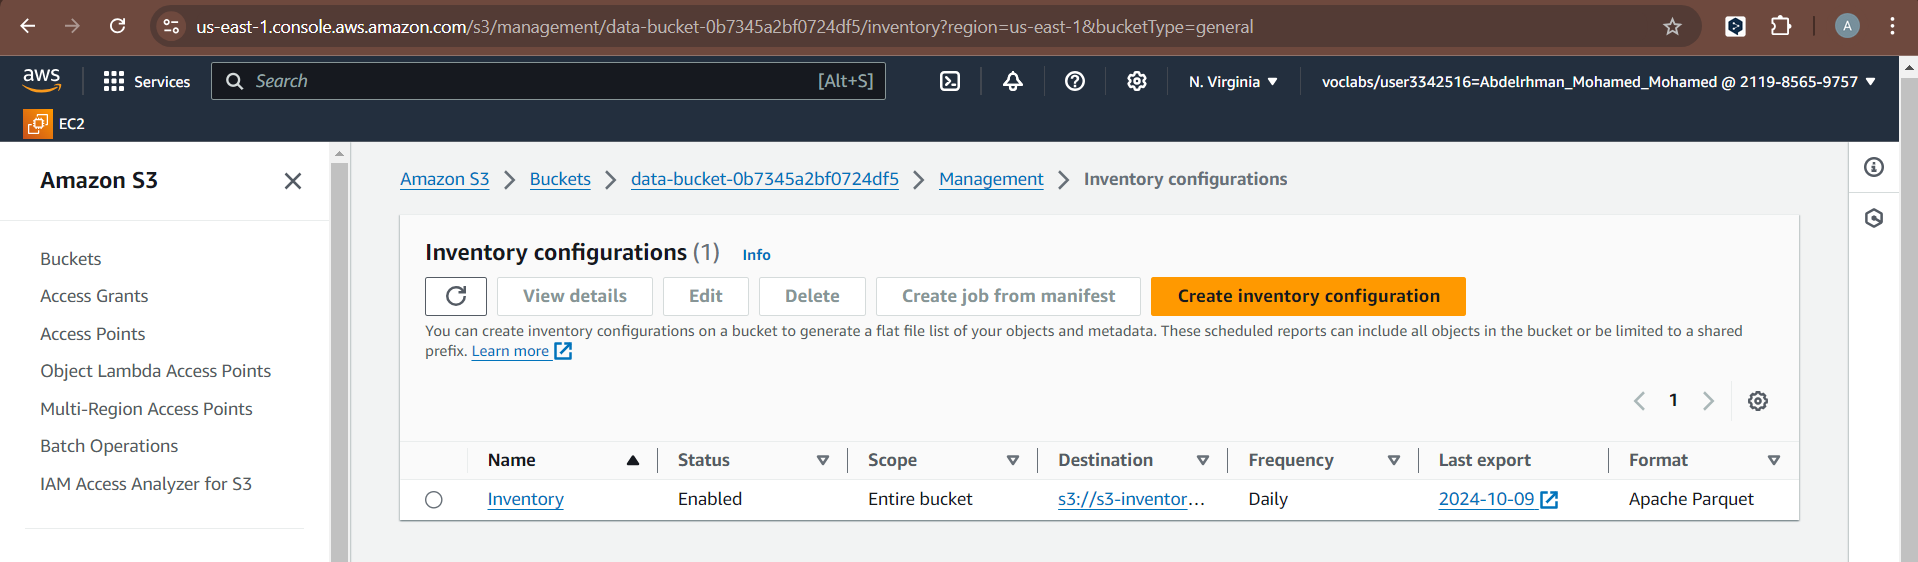 us-east-1.console.aws.amazon.com/s3/management/data-bucket-0b7345a2bf0724df5/inventory?region=us-east-1&bucketType=general
A
aws
Services
Search
[Alt+S]
N. Virginia
voclabs/user3342516=Abdelrhman_Mohamed_Mohamed @ 2119-8565-9757
EC2
Amazon S3
Buckets
Access Grants
Access Points
Object Lambda Access Points
Multi-Region Access Points
Batch Operations
IAM Access Analyzer for S3
Amazon S3 > Buckets > data-bucket-0b7345a2bf0724df5 > Management > Inventory configurations
Inventory configurations (1) Info
View details Edit Delete Create job from manifest Create inventory configuration
You can create inventory configurations on a bucket to generate a flat file list of your objects and metadata. These scheduled reports can include all objects in the bucket or be limited to a shared
prefix. Learn more
1
Name Status Scope Destination Frequency Last export Format
Inventory Enabled Entire bucket s3://s3-inventor... Daily 2024-10-09 Apache Parquet